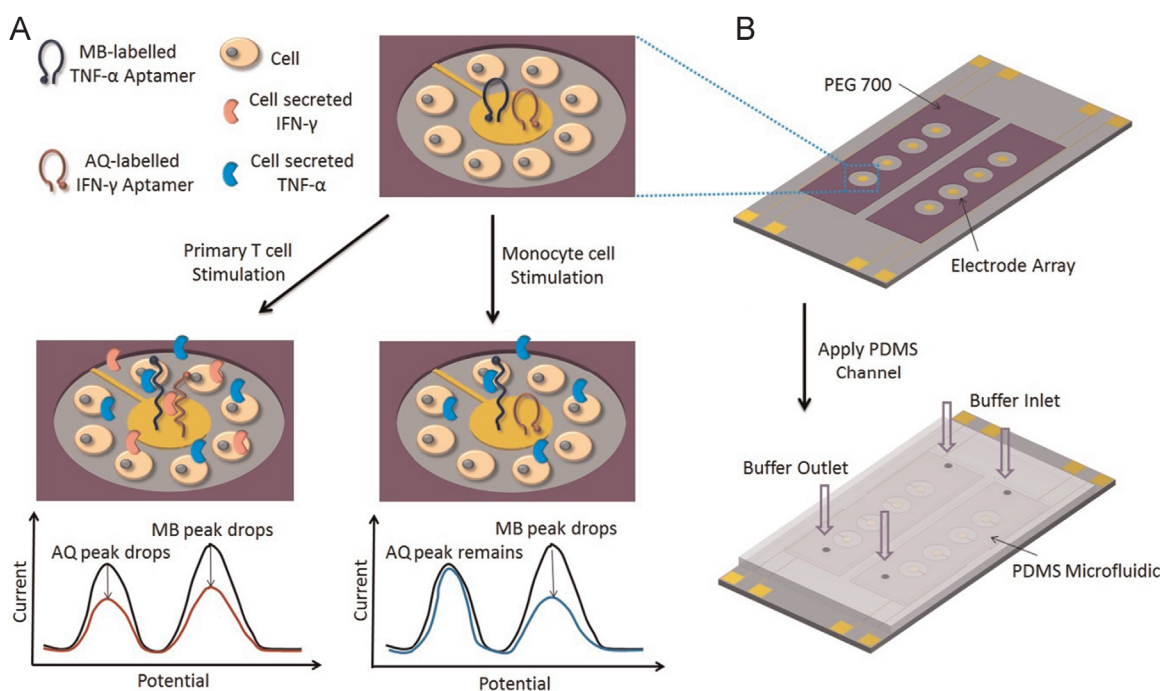 A
MB-labelled
TNF-α Aptamer
Cell
Cell secreted
IFN-γ
AQ-labelled
IFN-γ Aptamer
Cell secreted
TNF-α
Primary T cell
Stimulation
Monocyte cell
Stimulation
MB peak drops
AQ peak drops
Current
Potential
MB peak drops
AQ peak remains
Current
Potential
B
PEG 700
Electrode Array
Apply PDMS
Channel
Buffer Inlet
Buffer Outlet
PDMS Microfluidic